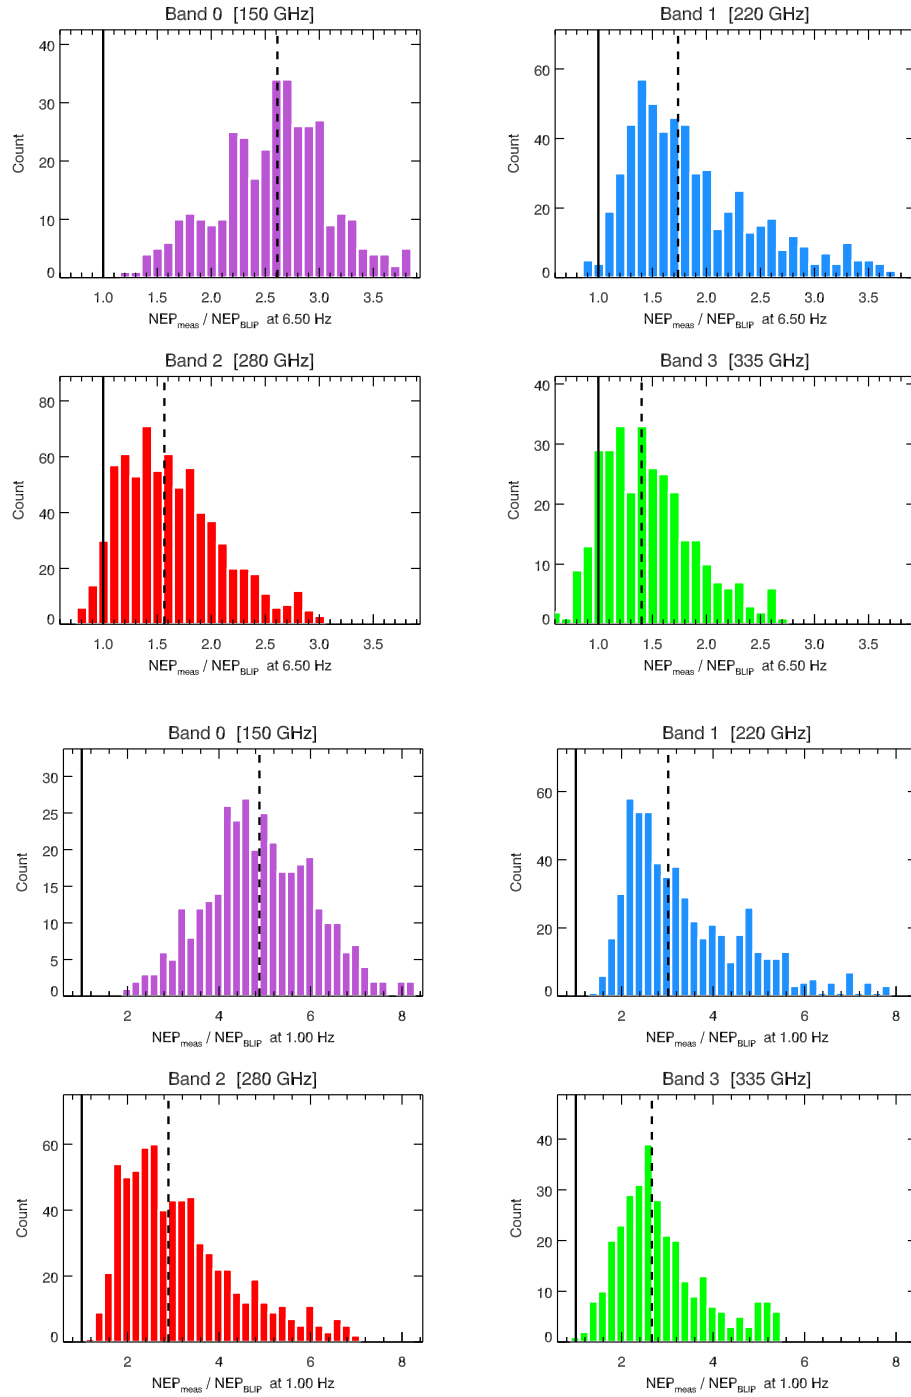 Band 0 [150 GHz]
Count
40
30
20
10
0
1.0 1.5 2.0 2.5 3.0 3.5
NEPmeas / NEPBLIP at 6.50 Hz
Band 1 [220 GHz]
Count
60
40
20
0
1.0 1.5 2.0 2.5 3.0 3.5
NEPmeas / NEPBLIP at 6.50 Hz
Band 2 [280 GHz]
Count
80
60
40
20
0
1.0 1.5 2.0 2.5 3.0 3.5
NEPmeas / NEPBLIP at 6.50 Hz
Band 3 [335 GHz]
Count
40
30
20
10
0
1.0 1.5 2.0 2.5 3.0 3.5
NEPmeas / NEPBLIP at 6.50 Hz
Band 0 [150 GHz]
Count
30
25
20
15
10
5
0
2 4 6 8
NEPmeas / NEPBLIP at 1.00 Hz
Band 1 [220 GHz]
Count
60
40
20
0
2 4 6 8
NEPmeas / NEPBLIP at 1.00 Hz
Band 2 [280 GHz]
Count
60
40
20
0
2 4 6 8
NEPmeas / NEPBLIP at 1.00 Hz
Band 3 [335 GHz]
Count
40
30
20
10
0
2 4 6 8
NEPmeas / NEPBLIP at 1.00 Hz